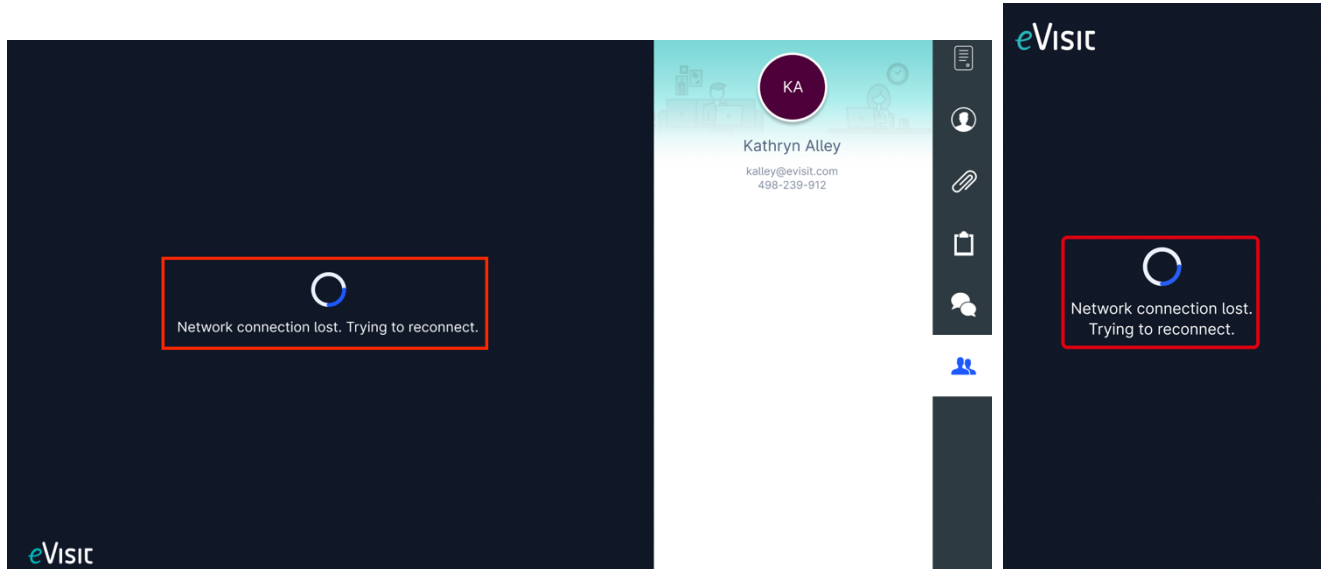 KA
Kathryn Alley
kalley@evisit.com
498-239-912
Network connection lost. Trying to reconnect.
eVisit
eVisit
Network connection lost.
Trying to reconnect.